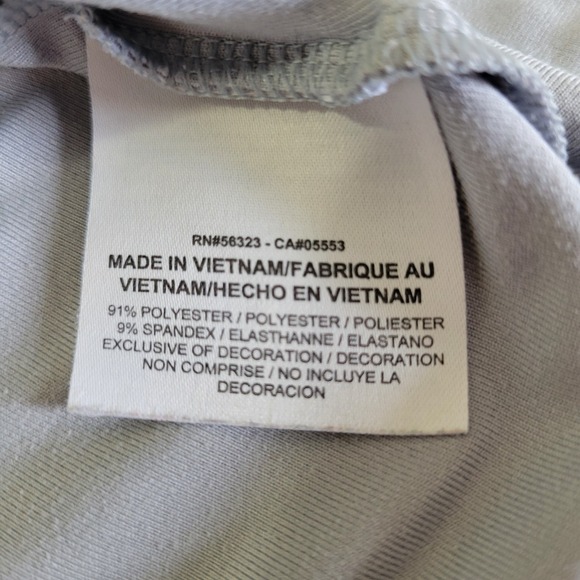 RN#56323 - CA#05553
MADE IN VIETNAM/FABRIQUE AU
VIETNAM/HECHO EN VIETNAM
91% POLYESTER / POLYESTER / POLIESTER
9% SPANDEX / ELASTHANNE / ELASTANO
EXCLUSIVE OF DECORATION / DECORATION
NON COMPRISE / NO INCLUYE LA
DECORACION